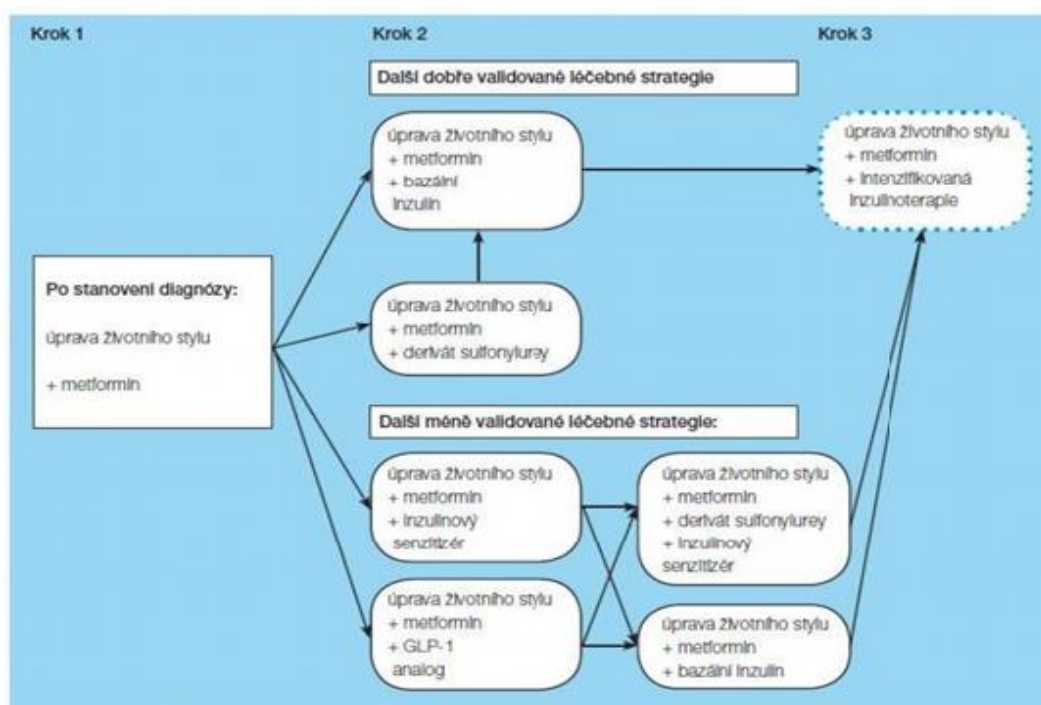 Krok 1
Krok 2
Krok 3
Další dobře validované léčebné strategie
úprava životního stylu
+ metformin
+ bazální
inzulín
úprava životního stylu
+ metformin
+ intenzifikovaná
inzulinoterapie
Po stanovení diagnózy:
úprava životního stylu
+ metformin
úprava životního stylu
+ metformin
+ derivát sulfonylurey
Další méně validované léčebné strategie:
úprava životního stylu
+ metformin
+ inzulinový
senzitizér
úprava životního stylu
+ metformin
+ derivát sulfonylurey
+ inzulinový
senzitizér
úprava životního stylu
+ metformin
+ GLP-1
analog
úprava životního stylu
+ metformin
+ bazální inzulin